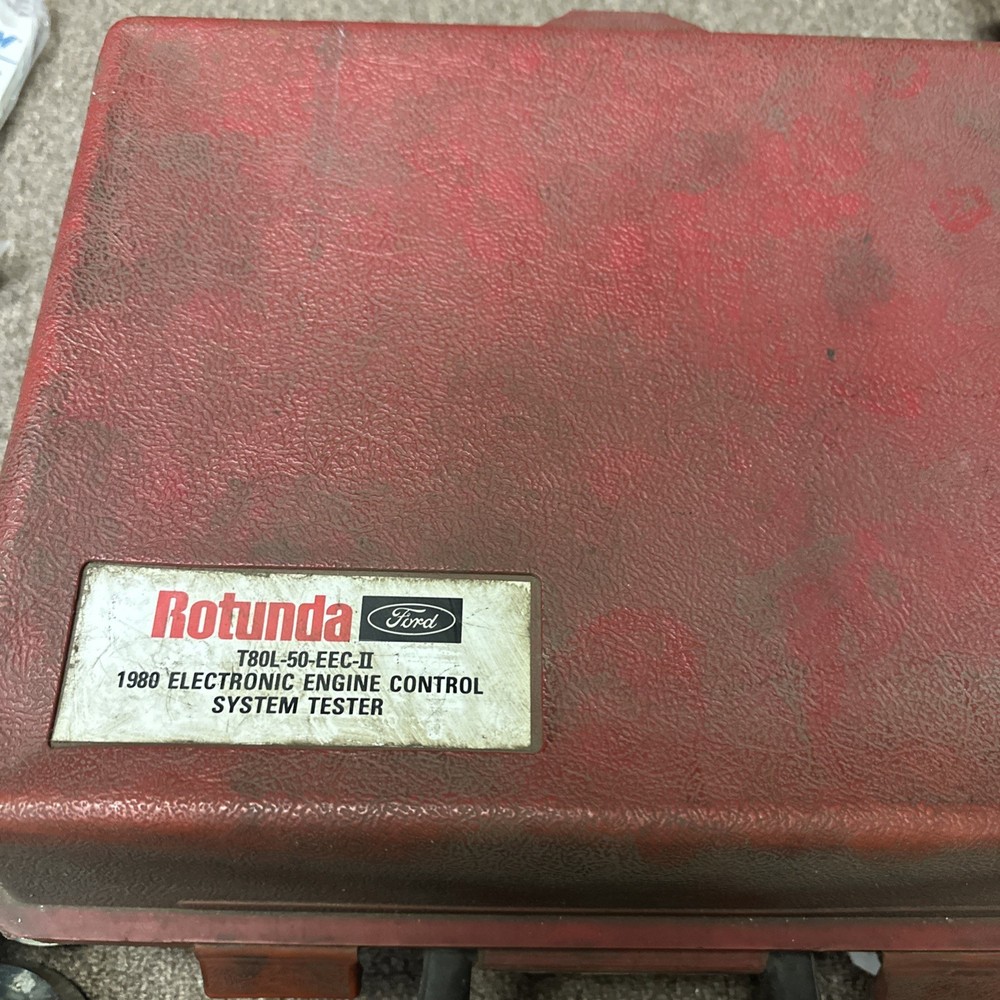 Rotunda Ford
T80L-50-EEC-II
1980 ELECTRONIC ENGINE CONTROL
SYSTEM TESTER